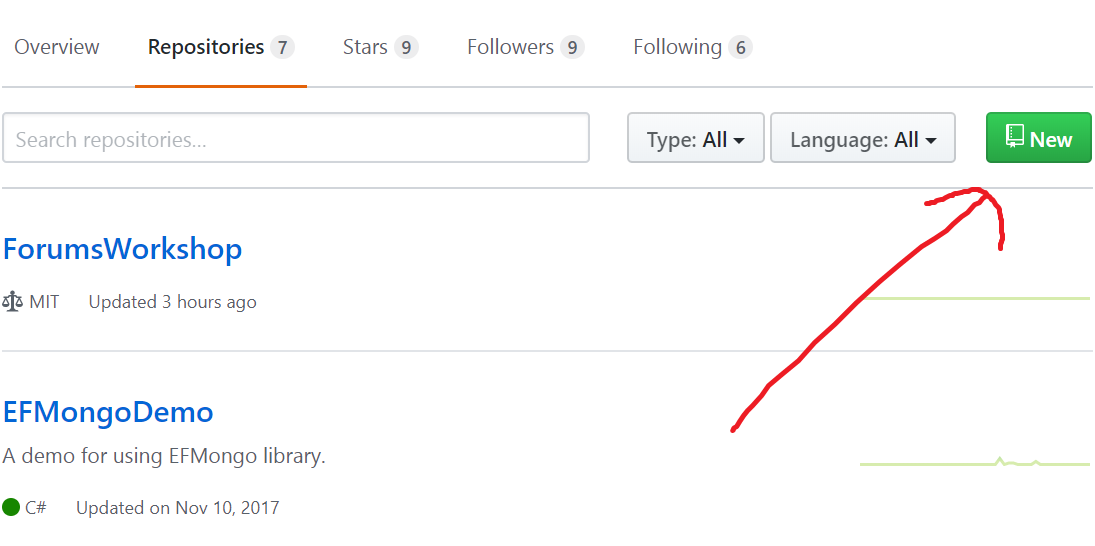 Overview Repositories 7 Stars 9 Followers 9 Following 6
Search repositories... Type: All Language: All New
ForumsWorkshop
MIT Updated 3 hours ago
EFMongoDemo
A demo for using EFMongo library.
C# Updated on Nov 10, 2017